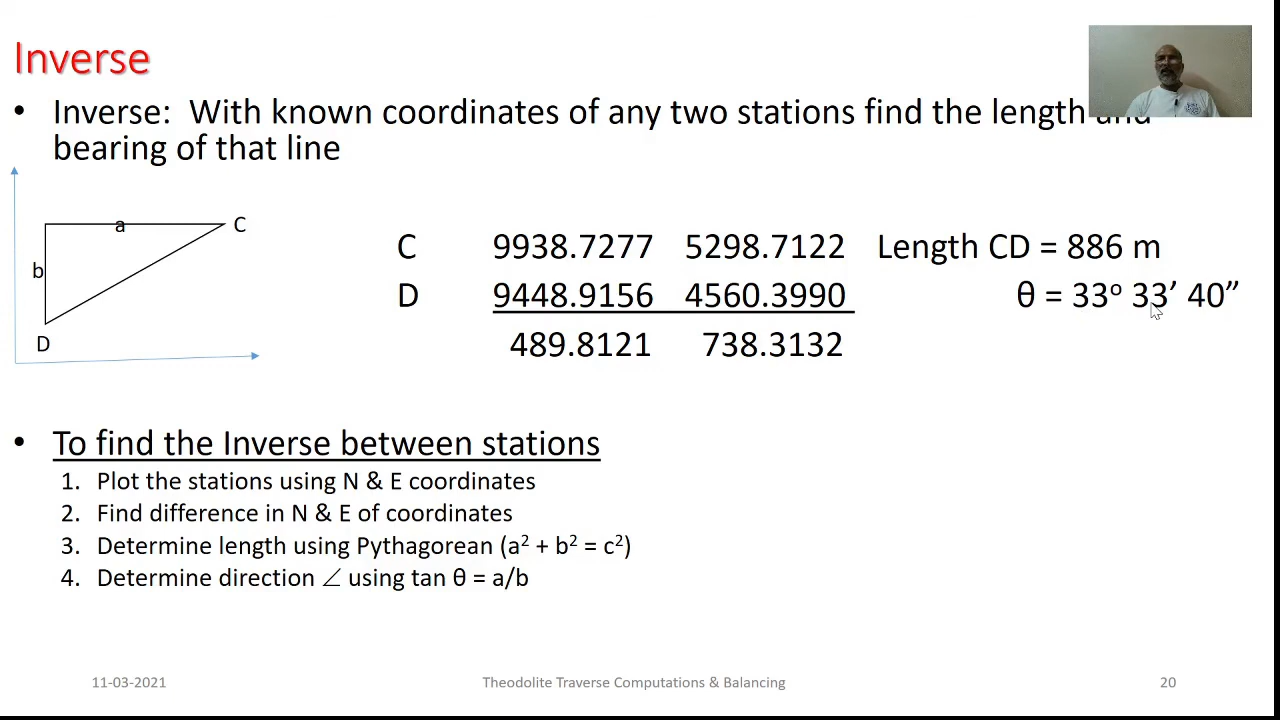 Inverse
• Inverse: With known coordinates of any two stations find the length and
bearing of that line
a
C
b
D
C 9938.7277 5298.7122 Length CD = 886 m
D 9448.9156 4560.3990 θ = 33º 33’ 40”
489.8121 738.3132
• To find the Inverse between stations
1. Plot the stations using N & E coordinates
2. Find difference in N & E of coordinates
3. Determine length using Pythagorean (a² + b² = c²)
4. Determine direction ∠ using tan θ = a/b
11-03-2021
Theodolite Traverse Computations & Balancing
20